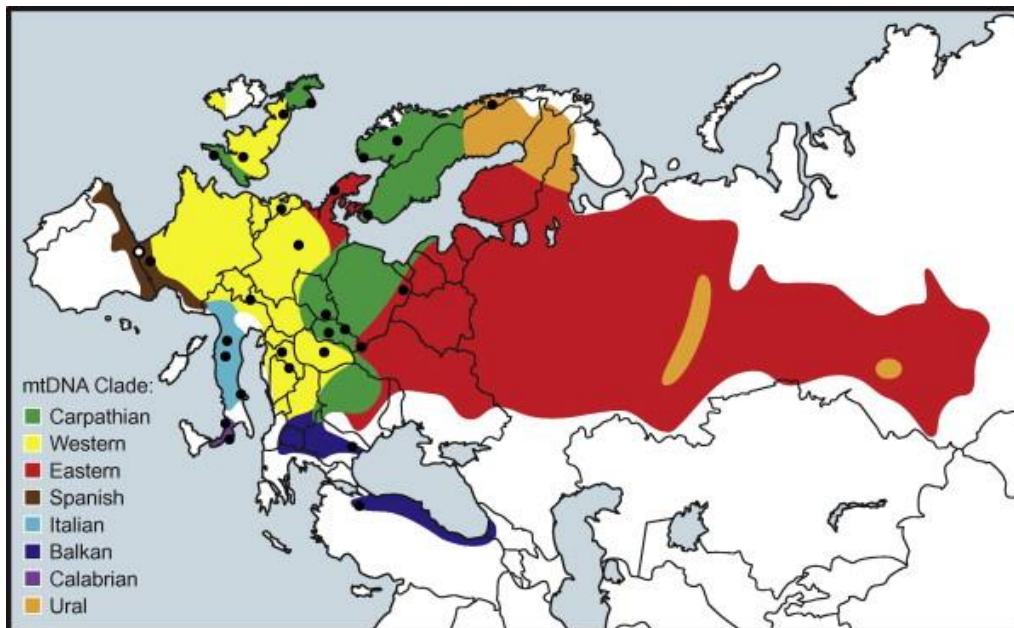 mtDNA Clade:
Carpathian
Western
Eastern
Spanish
Italian
Balkan
Calabrian
Ural